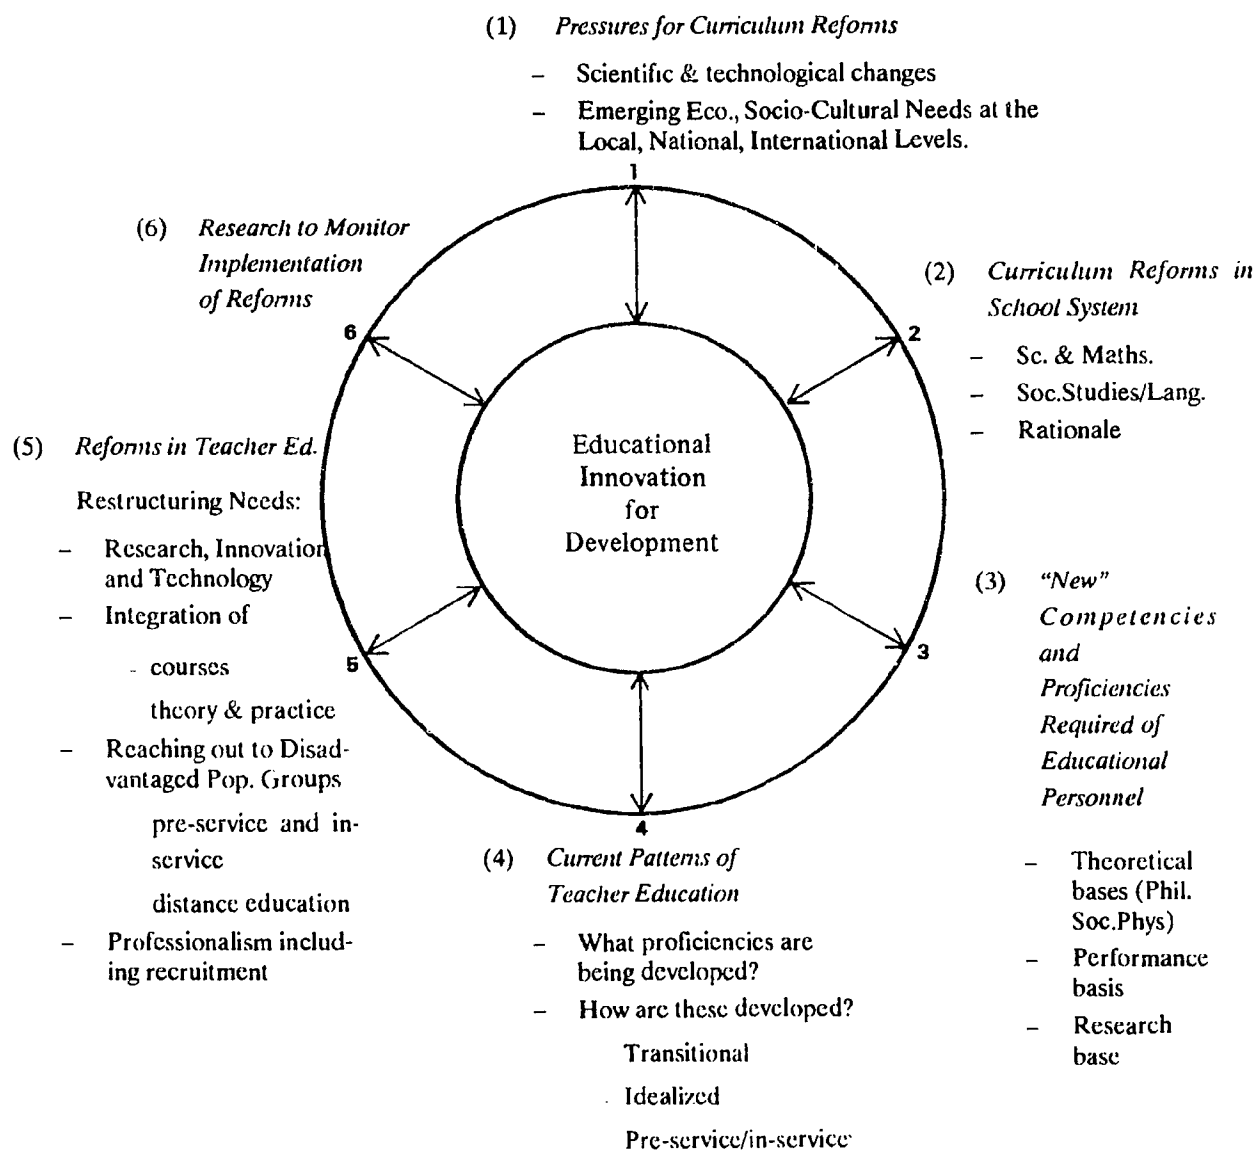 (1) Pressures for Curriculum Reforms
– Scientific & technological changes
– Emerging Eco., Socio-Cultural Needs at the
Local, National, International Levels.
1
(2) Curriculum Reforms in
School System
2
– Sc. & Maths.
– Soc.Studies/Lang.
– Rationale
(3) “New”
Competencies
and
Proficiencies
Required of
Educational
Personnel
3
– Theoretical
bases (Phil.
Soc.Phys)
– Performance
basis
– Research
base
4
(4) Current Patterns of
Teacher Education
– What proficiencies are
being developed?
– How are these developed?
Transitional
Idealized
Pre-service/in-service
(5) Reforms in Teacher Ed.
Restructuring Needs:
– Research, Innovation
and Technology
– Integration of
- courses
theory & practice
5
– Reaching out to Disad-
vantaged Pop. Groups
pre-service and in-
service
distance education
– Professionalism includ-
ing recruitment
(6) Research to Monitor
Implementation
of Reforms
6
Educational
Innovation
for
Development